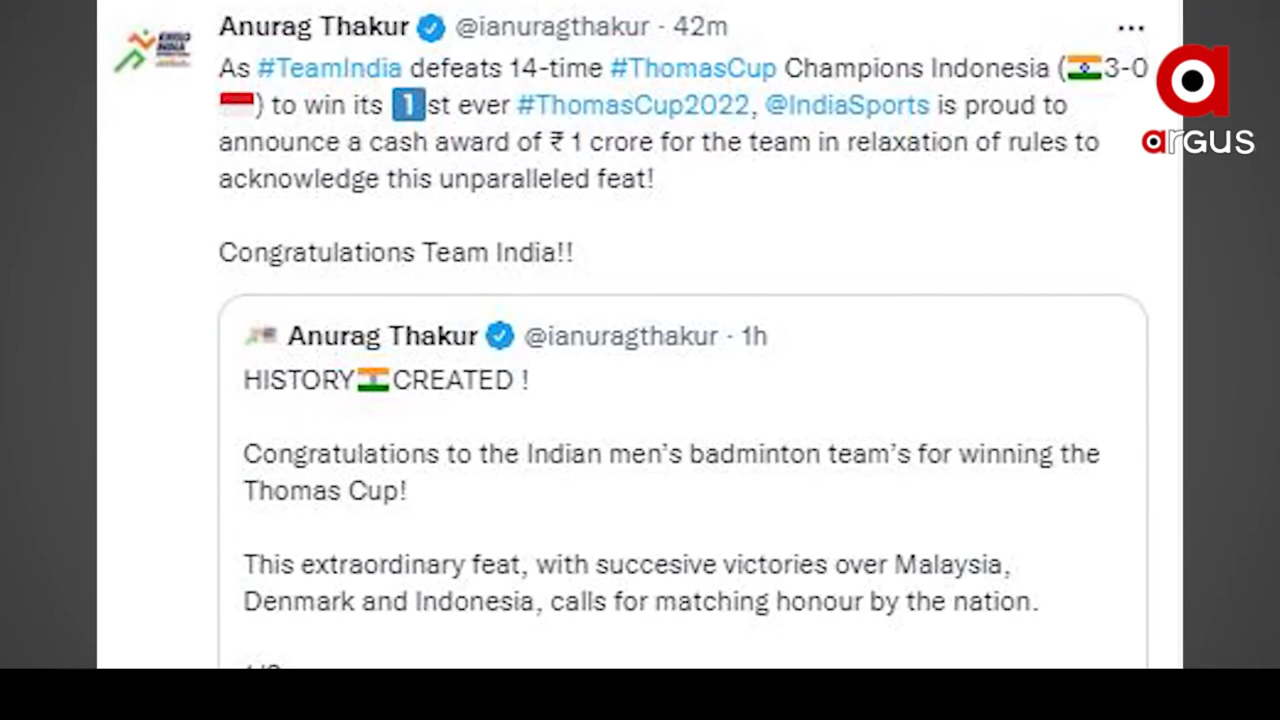 Anurag Thakur @ianuragthakur · 42m
As #TeamIndia defeats 14-time #ThomasCup Champions Indonesia (🇮🇳3-0
🇮🇩) to win its 1️⃣st ever #ThomasCup2022, @IndiaSports is proud to
announce a cash award of ₹ 1 crore for the team in relaxation of rules to
acknowledge this unparalleled feat!
Congratulations Team India!!
Anurag Thakur @ianuragthakur · 1h
HISTORY🇮🇳CREATED !
Congratulations to the Indian men's badminton team's for winning the
Thomas Cup!
This extraordinary feat, with succesive victories over Malaysia,
Denmark and Indonesia, calls for matching honour by the nation.
argus